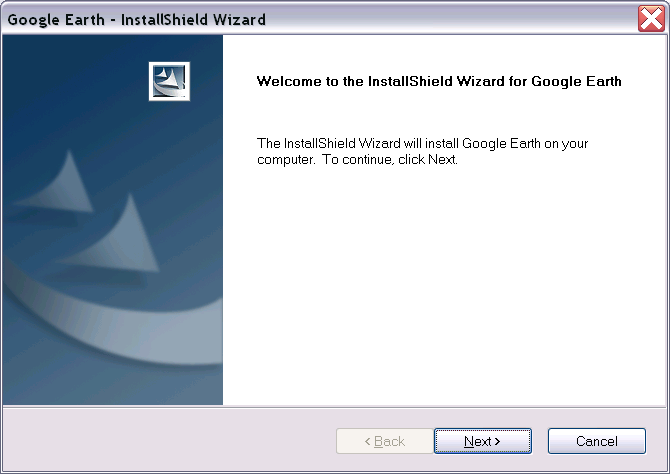 Google Earth - InstallShield Wizard
Welcome to the InstallShield Wizard for Google Earth
The InstallShield Wizard will install Google Earth on your
computer.  To continue, click Next.
< Back
Next >
Cancel